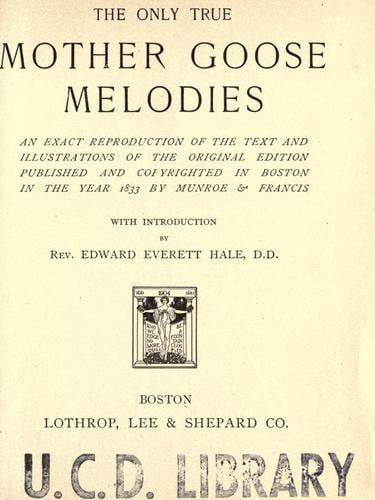 THE ONLY TRUE
MOTHER GOOSE
MELODIES
AN EXACT REPRODUCTION OF THE TEXT AND
ILLUSTRATIONS OF THE ORIGINAL EDITION
PUBLISHED AND COPYRIGHTED IN BOSTON
IN THE YEAR 1833 BY MUNROE & FRANCIS
WITH INTRODUCTION
BY
REV. EDWARD EVERETT HALE, D.D.
1904
BOSTON
LOTHROP, LEE & SHEPARD CO.
U.C.D. LIBRARY